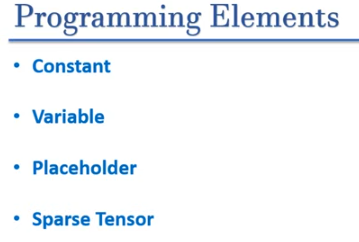 Programming Elements
• Constant
• Variable
• Placeholder
• Sparse Tensor